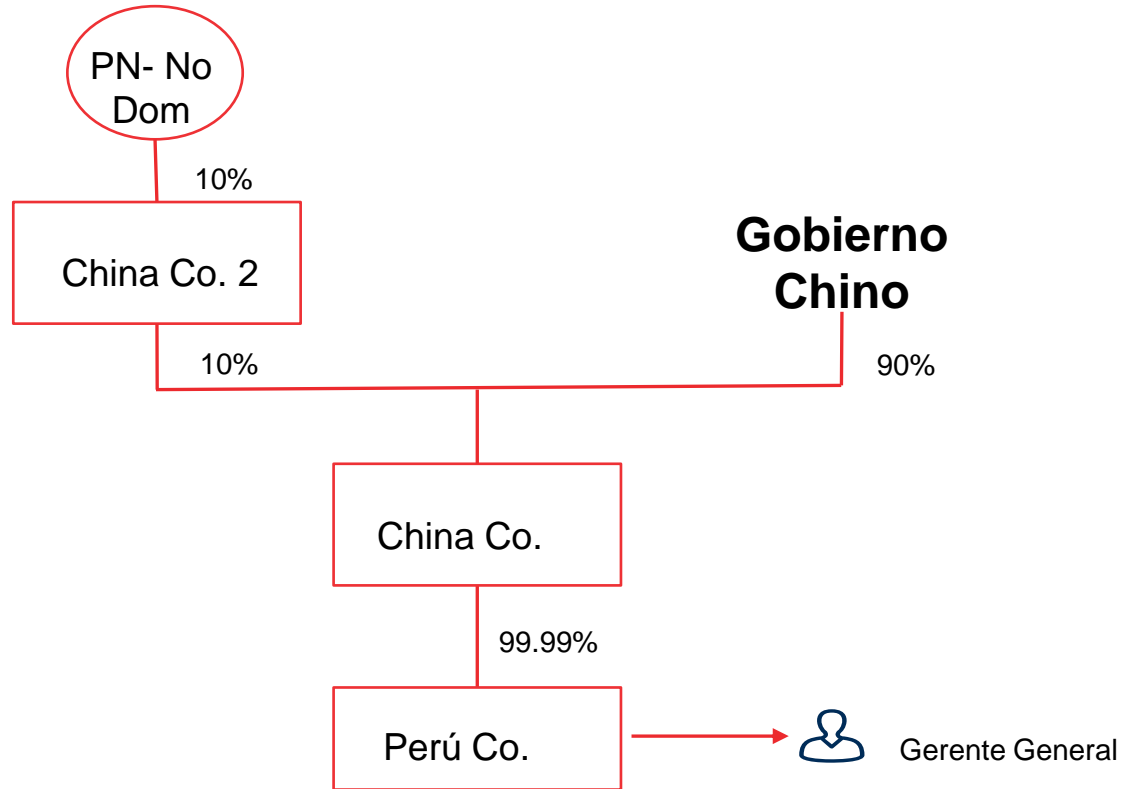 PN- No
Dom
10%
China Co. 2
Gobierno
Chino
10%
90%
China Co.
99.99%
Perú Co.
Gerente General